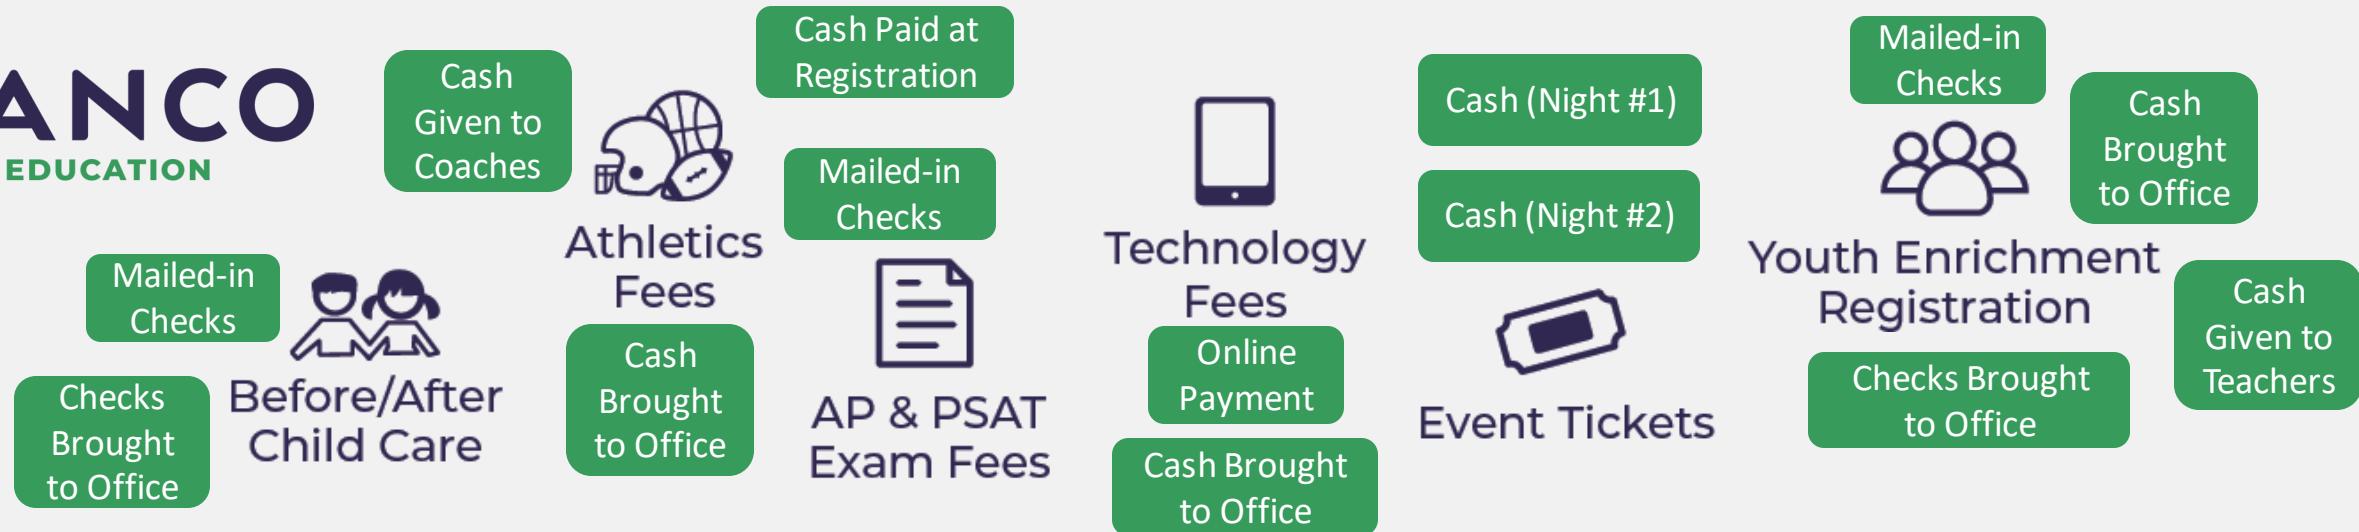 ANCO
EDUCATION
Mailed-in
Checks
Checks
Brought
to Office
Before/After
Child Care
Cash
Given to
Coaches
Athletics
Fees
Cash
Brought
to Office
Cash Paid at
Registration
Mailed-in
Checks
AP & PSAT
Exam Fees
Technology
Fees
Online
Payment
Cash Brought
to Office
Cash (Night #1)
Cash (Night #2)
Event Tickets
Mailed-in
Checks
Cash
Brought
to Office
Youth Enrichment
Registration
Cash
Given to
Teachers
Checks Brought
to Office